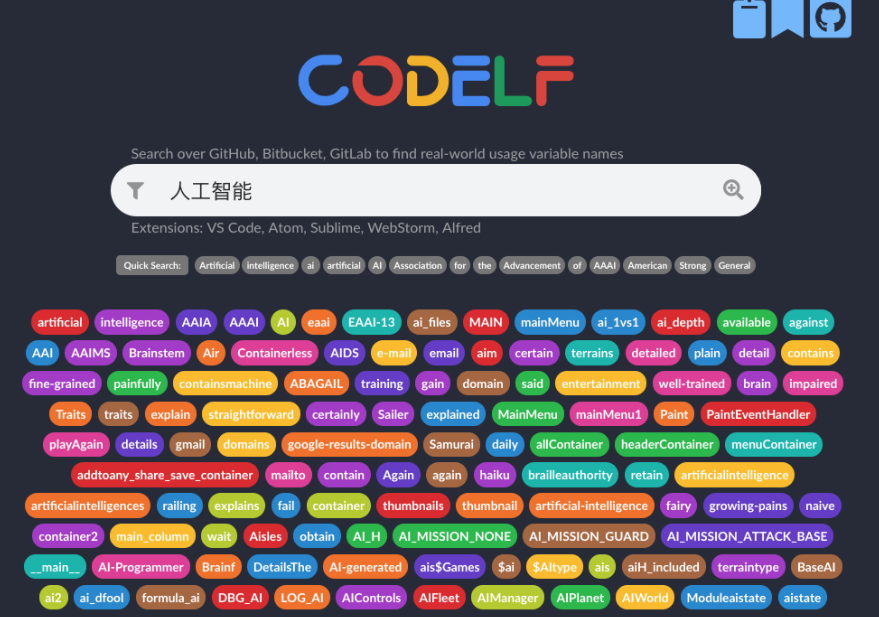 CODELF
Search over GitHub, Bitbucket, GitLab to find real-world usage variable names
人工智能
Extensions: VS Code, Atom, Sublime, WebStorm, Alfred
Quick Search: Artificial intelligence ai artificial AI Association for the Advancement of AAAI American Strong General
artificial intelligence AAIA AAAI AI eaai EAAI-13 ai_files MAIN mainMenu ai_1vs1 ai_depth available against
AAI AAIMS Brainstem Air Containerless AIDS e-mail email aim certain terrains detailed plain detail contains
fine-grained painfully containsmachine ABAGAIL training gain domain said entertainment well-trained brain impaired
Traits traits explain straightforward certainly Sailer explained MainMenu mainMenu1 Paint PaintEventHandler
playAgain details gmail domains google-results-domain Samurai daily allContainer headerContainer menuContainer
addtoany_share_save_container mailto contain Again again haiku brailleauthority retain artificialintelligence
artificialintelligences railing explains fail container thumbnails thumbnail artificial-intelligence fairy growing-pains naive
container2 main_column wait Aisles obtain AI_H AI_MISSION_NONE AI_MISSION_GUARD AI_MISSION_ATTACK_BASE
__main__ AI-Programmer Brainf DetailsThe AI-generated ais$Games $ai $AItype ais aiH_included terraintype BaseAI
ai2 ai_dfool formula_ai DBG_AI LOG_AI AIControls AIFleet AIManager AIPlanet AIWorld Moduleaistate aistate